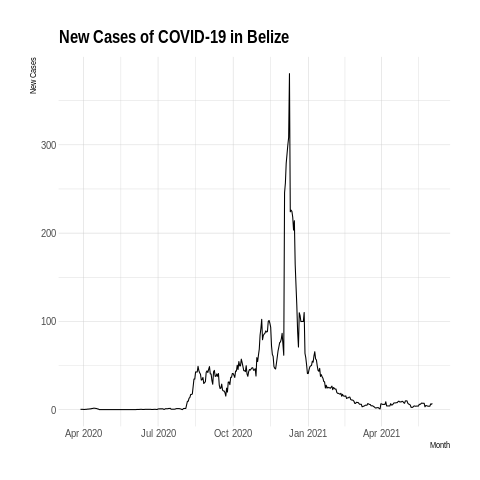 New Cases of COVID-19 in Belize
New Cases
300
200
100
0
Apr 2020 Jul 2020 Oct 2020 Jan 2021 Apr 2021
Month